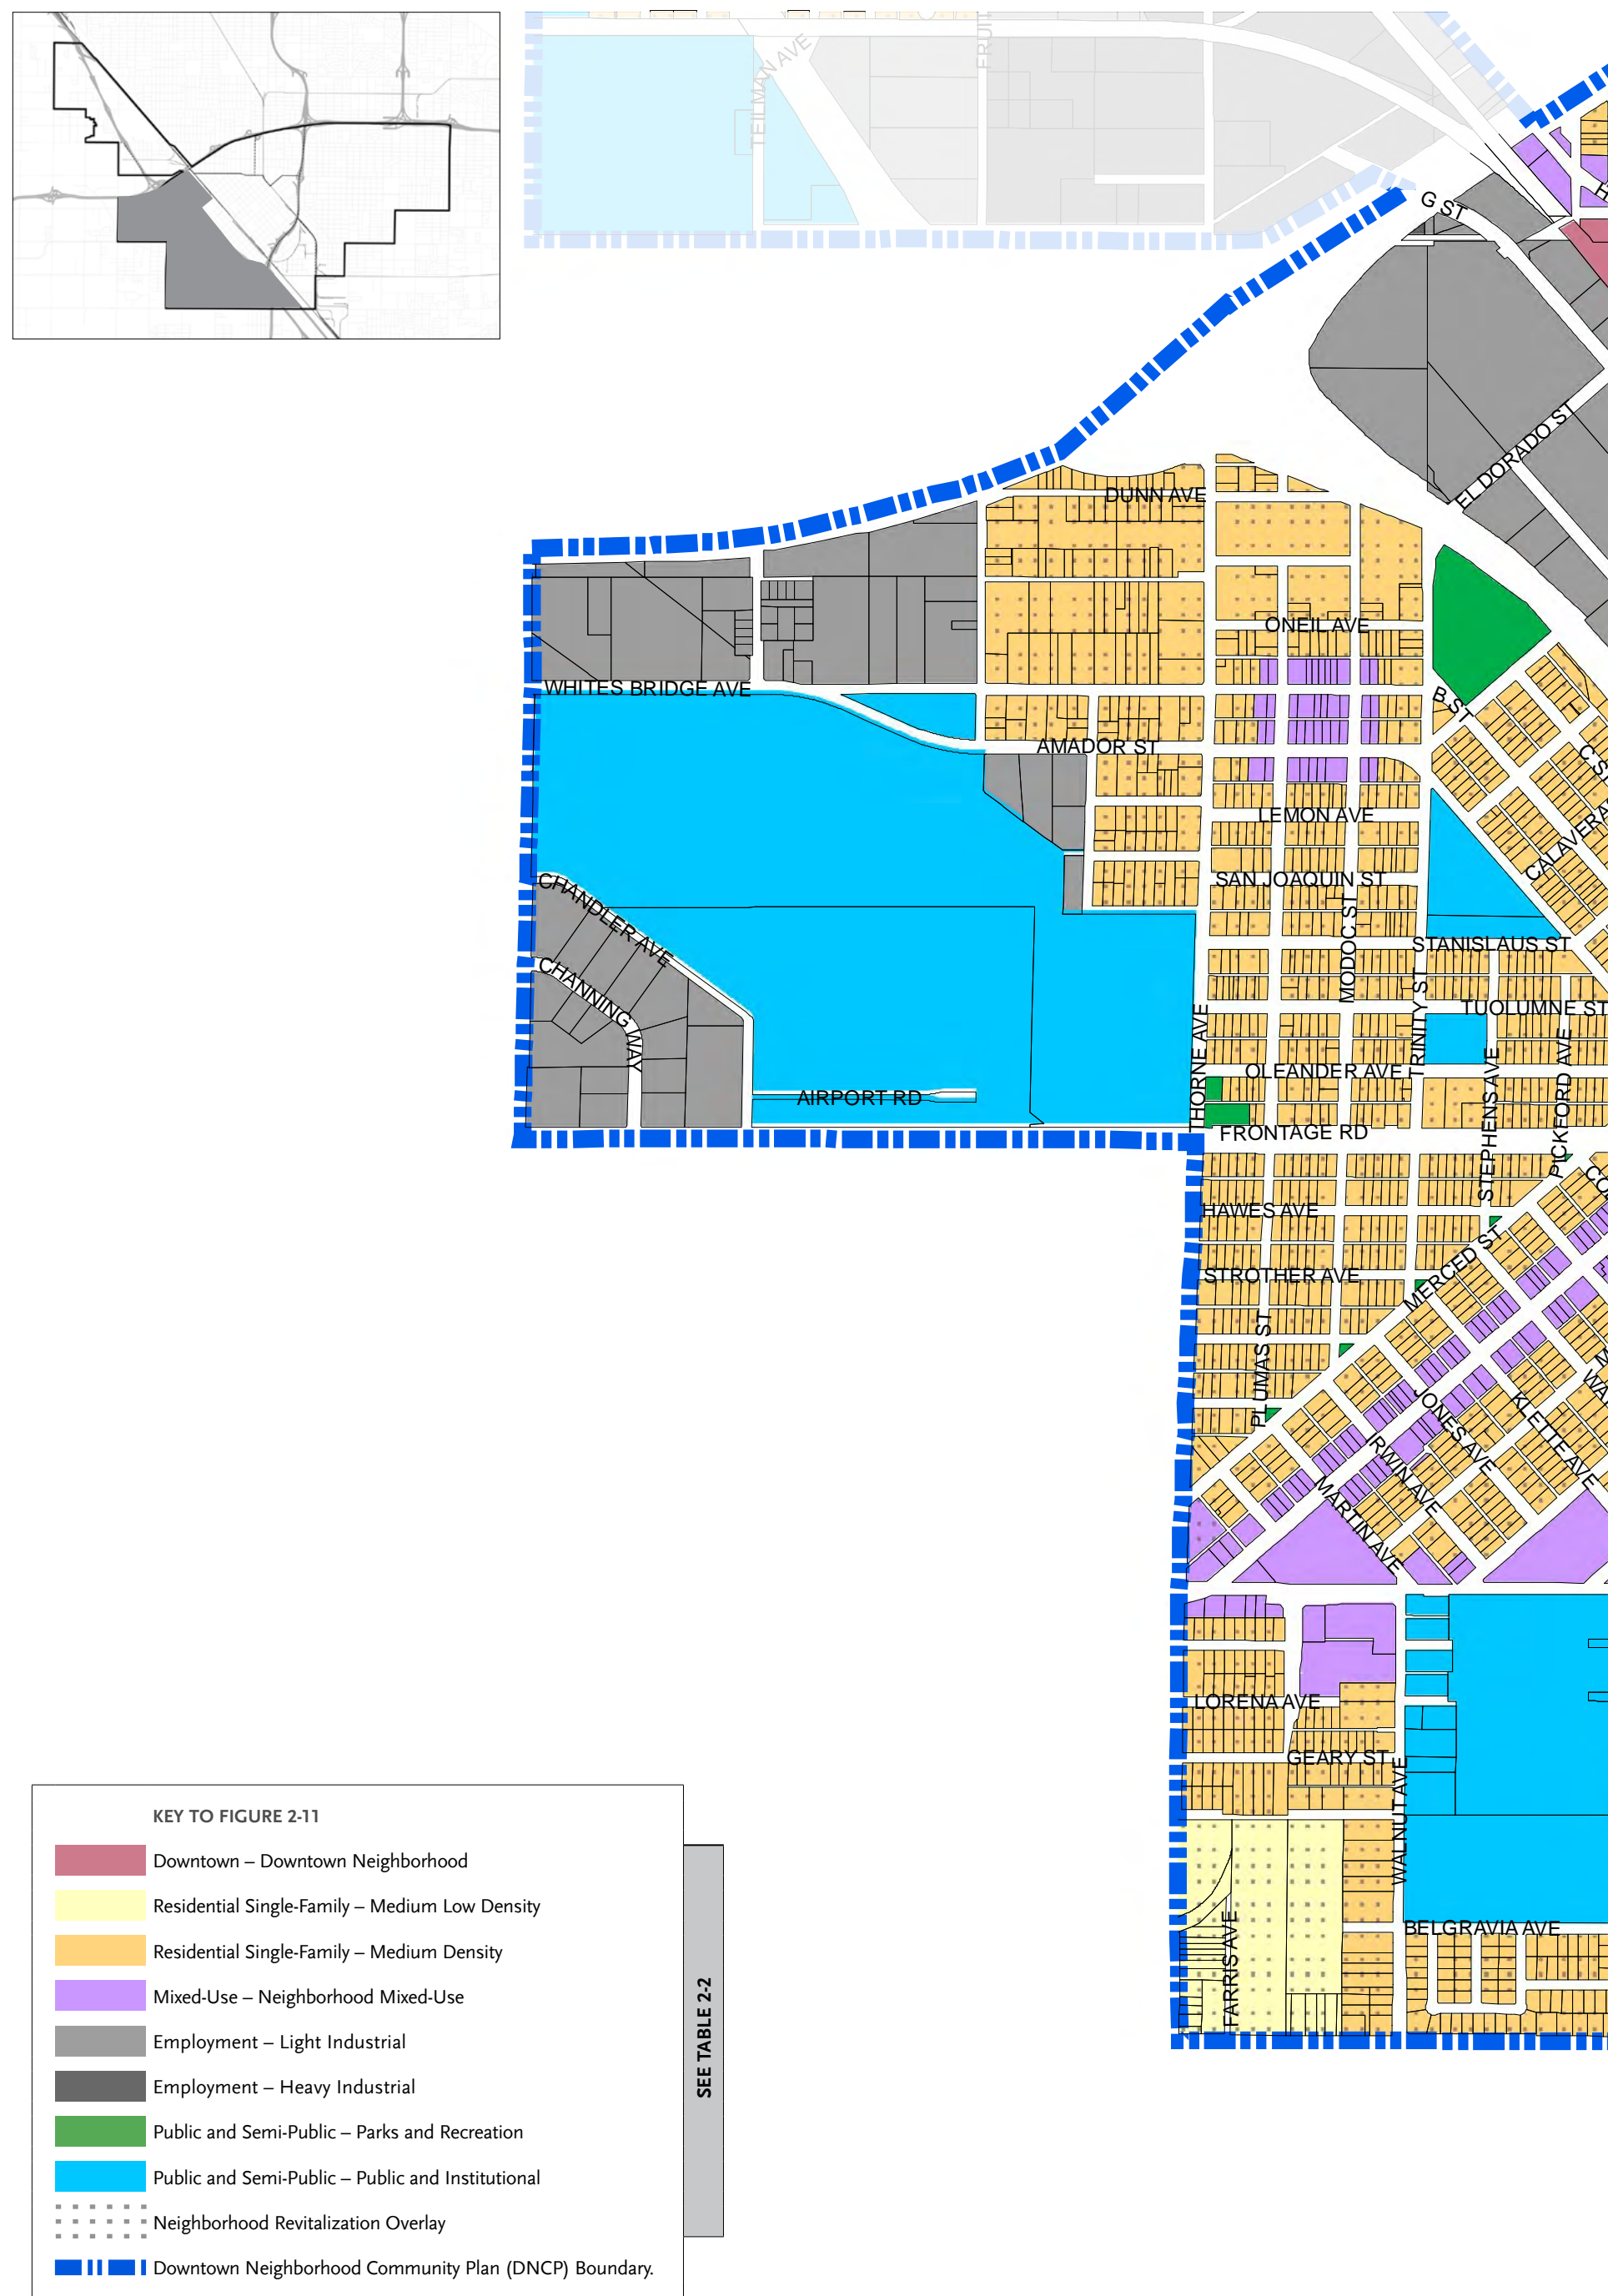 TEILMAN AVE
FRUIT
G ST
EL DORADO ST
DUNN AVE
ONEIL AVE
WHITES BRIDGE AVE
B ST
AMADOR ST
C ST
LEMON AVE
CALAVERA
CHANDLER AVE
SAN JOAQUIN ST
MODOC ST
STANISLAUS ST
CHANNING WAY
TRINITY ST
TUOLUMNE ST
THORNE AVE
OLEANDER AVE
STEPHENS AVE
PICKFORD AVE
AIRPORT RD
FRONTAGE RD
HAWES AVE
MERCED ST
STROTHER AVE
PLUMAS ST
JONES AVE
KLETTE AVE
IRWIN AVE
MARTIN AVE
LORENA AVE
GEARY ST
WALNUT AVE
FARRIS AVE
BELGRAVIA AVE
KEY TO FIGURE 2-11
Downtown – Downtown Neighborhood
Residential Single-Family – Medium Low Density
Residential Single-Family – Medium Density
Mixed-Use – Neighborhood Mixed-Use
Employment – Light Industrial
Employment – Heavy Industrial
Public and Semi-Public – Parks and Recreation
Public and Semi-Public – Public and Institutional
Neighborhood Revitalization Overlay
Downtown Neighborhood Community Plan (DNCP) Boundary.
SEE TABLE 2-2